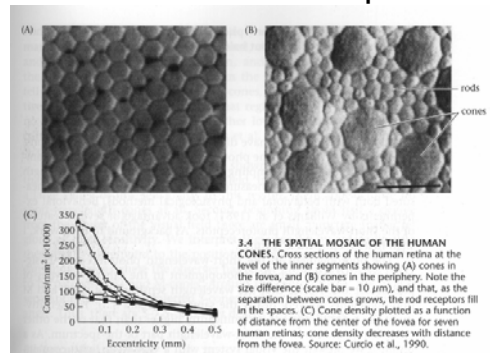 (A)
(B)
rods
cones
(C)
350
300
250
200
150
100
50
0
Cones/mm² (×1000)
0.1 0.2 0.3 0.4 0.5
Eccentricity (mm)
3.4 THE SPATIAL MOSAIC OF THE HUMAN
CONES. Cross sections of the human retina at the
level of the inner segments showing (A) cones in
the fovea, and (B) cones in the periphery. Note the
size difference (scale bar = 10 μm), and that, as the
separation between cones grows, the rod receptors fill
in the spaces. (C) Cone density plotted as a function
of distance from the center of the fovea for seven
human retinas; cone density decreases with distance
from the fovea. Source: Curcio et al., 1990.